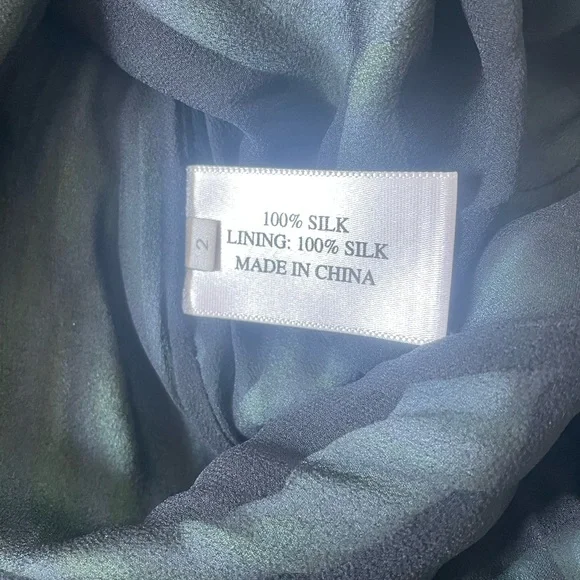 100% SILK
LINING: 100% SILK
MADE IN CHINA
2